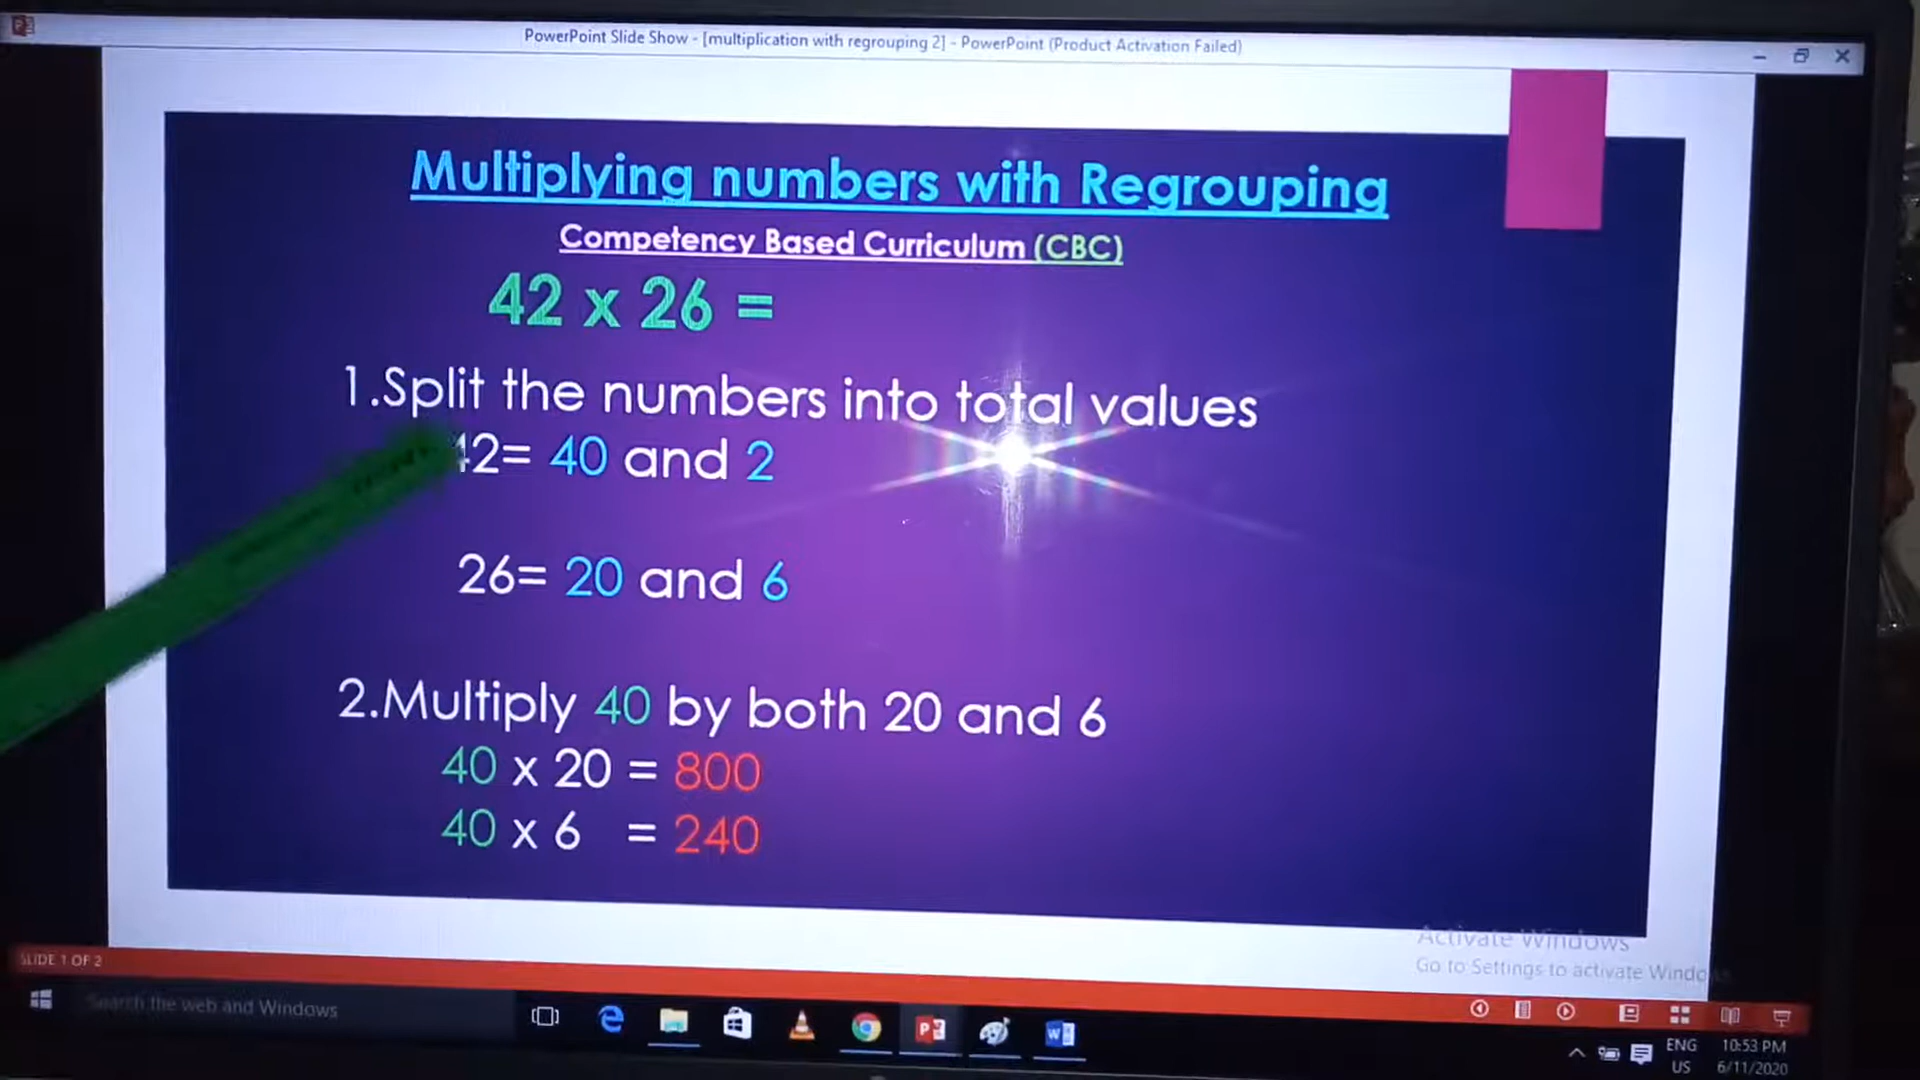 PowerPoint Slide Show - [multiplication with regrouping 2] - PowerPoint (Product Activation Failed)
Multiplying numbers with Regrouping
Competency Based Curriculum (CBC)
42 x 26 =
1.Split the numbers into total values
42= 40 and 2
26= 20 and 6
2.Multiply 40 by both 20 and 6
40 x 20 = 800
40 x 6 = 240
Activate Windows
Go to Settings to activate Windows
SLIDE 1 OF 2
Search the web and Windows
ENG
US
10:53 PM
6/11/2020